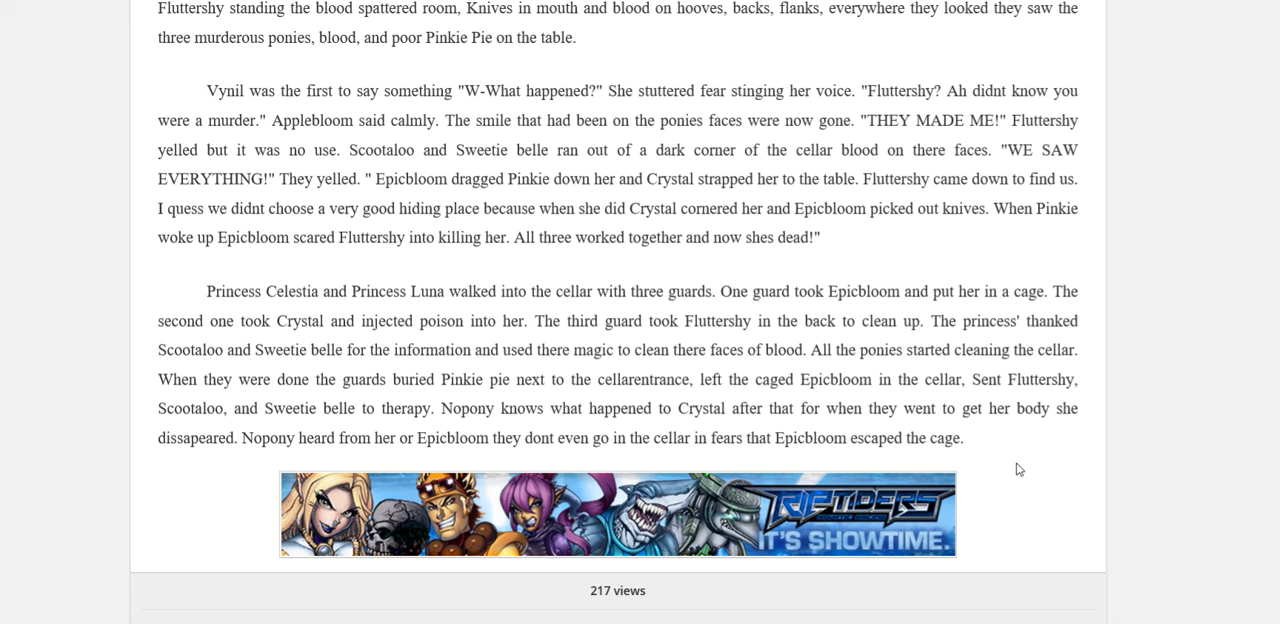 Fluttershy standing the blood spattered room, Knives in mouth and blood on hooves, backs, flanks, everywhere they looked they saw the
three murderous ponies, blood, and poor Pinkie Pie on the table.
Vynil was the first to say something "W-What happened?" She stuttered fear stinging her voice. "Fluttershy? Ah didnt know you
were a murder." Applebloom said calmly. The smile that had been on the ponies faces were now gone. "THEY MADE ME!" Fluttershy
yelled but it was no use. Scootaloo and Sweetie belle ran out of a dark corner of the cellar blood on there faces. "WE SAW
EVERYTHING!" They yelled. " Epicbloom dragged Pinkie down her and Crystal strapped her to the table. Fluttershy came down to find us.
I quess we didnt choose a very good hiding place because when she did Crystal cornered her and Epicbloom picked out knives. When Pinkie
woke up Epicbloom scared Fluttershy into killing her. All three worked together and now shes dead!"
Princess Celestia and Princess Luna walked into the cellar with three guards. One guard took Epicbloom and put her in a cage. The
second one took Crystal and injected poison into her. The third guard took Fluttershy in the back to clean up. The princess' thanked
Scootaloo and Sweetie belle for the information and used there magic to clean there faces of blood. All the ponies started cleaning the cellar.
When they were done the guards buried Pinkie pie next to the cellarentrance, left the caged Epicbloom in the cellar, Sent Fluttershy,
Scootaloo, and Sweetie belle to therapy. Nopony knows what happened to Crystal after that for when they went to get her body she
dissapeared. Nopony heard from her or Epicbloom they dont even go in the cellar in fears that Epicbloom escaped the cage.
RIPTIDERS
IT'S SHOWTIME.
217 views